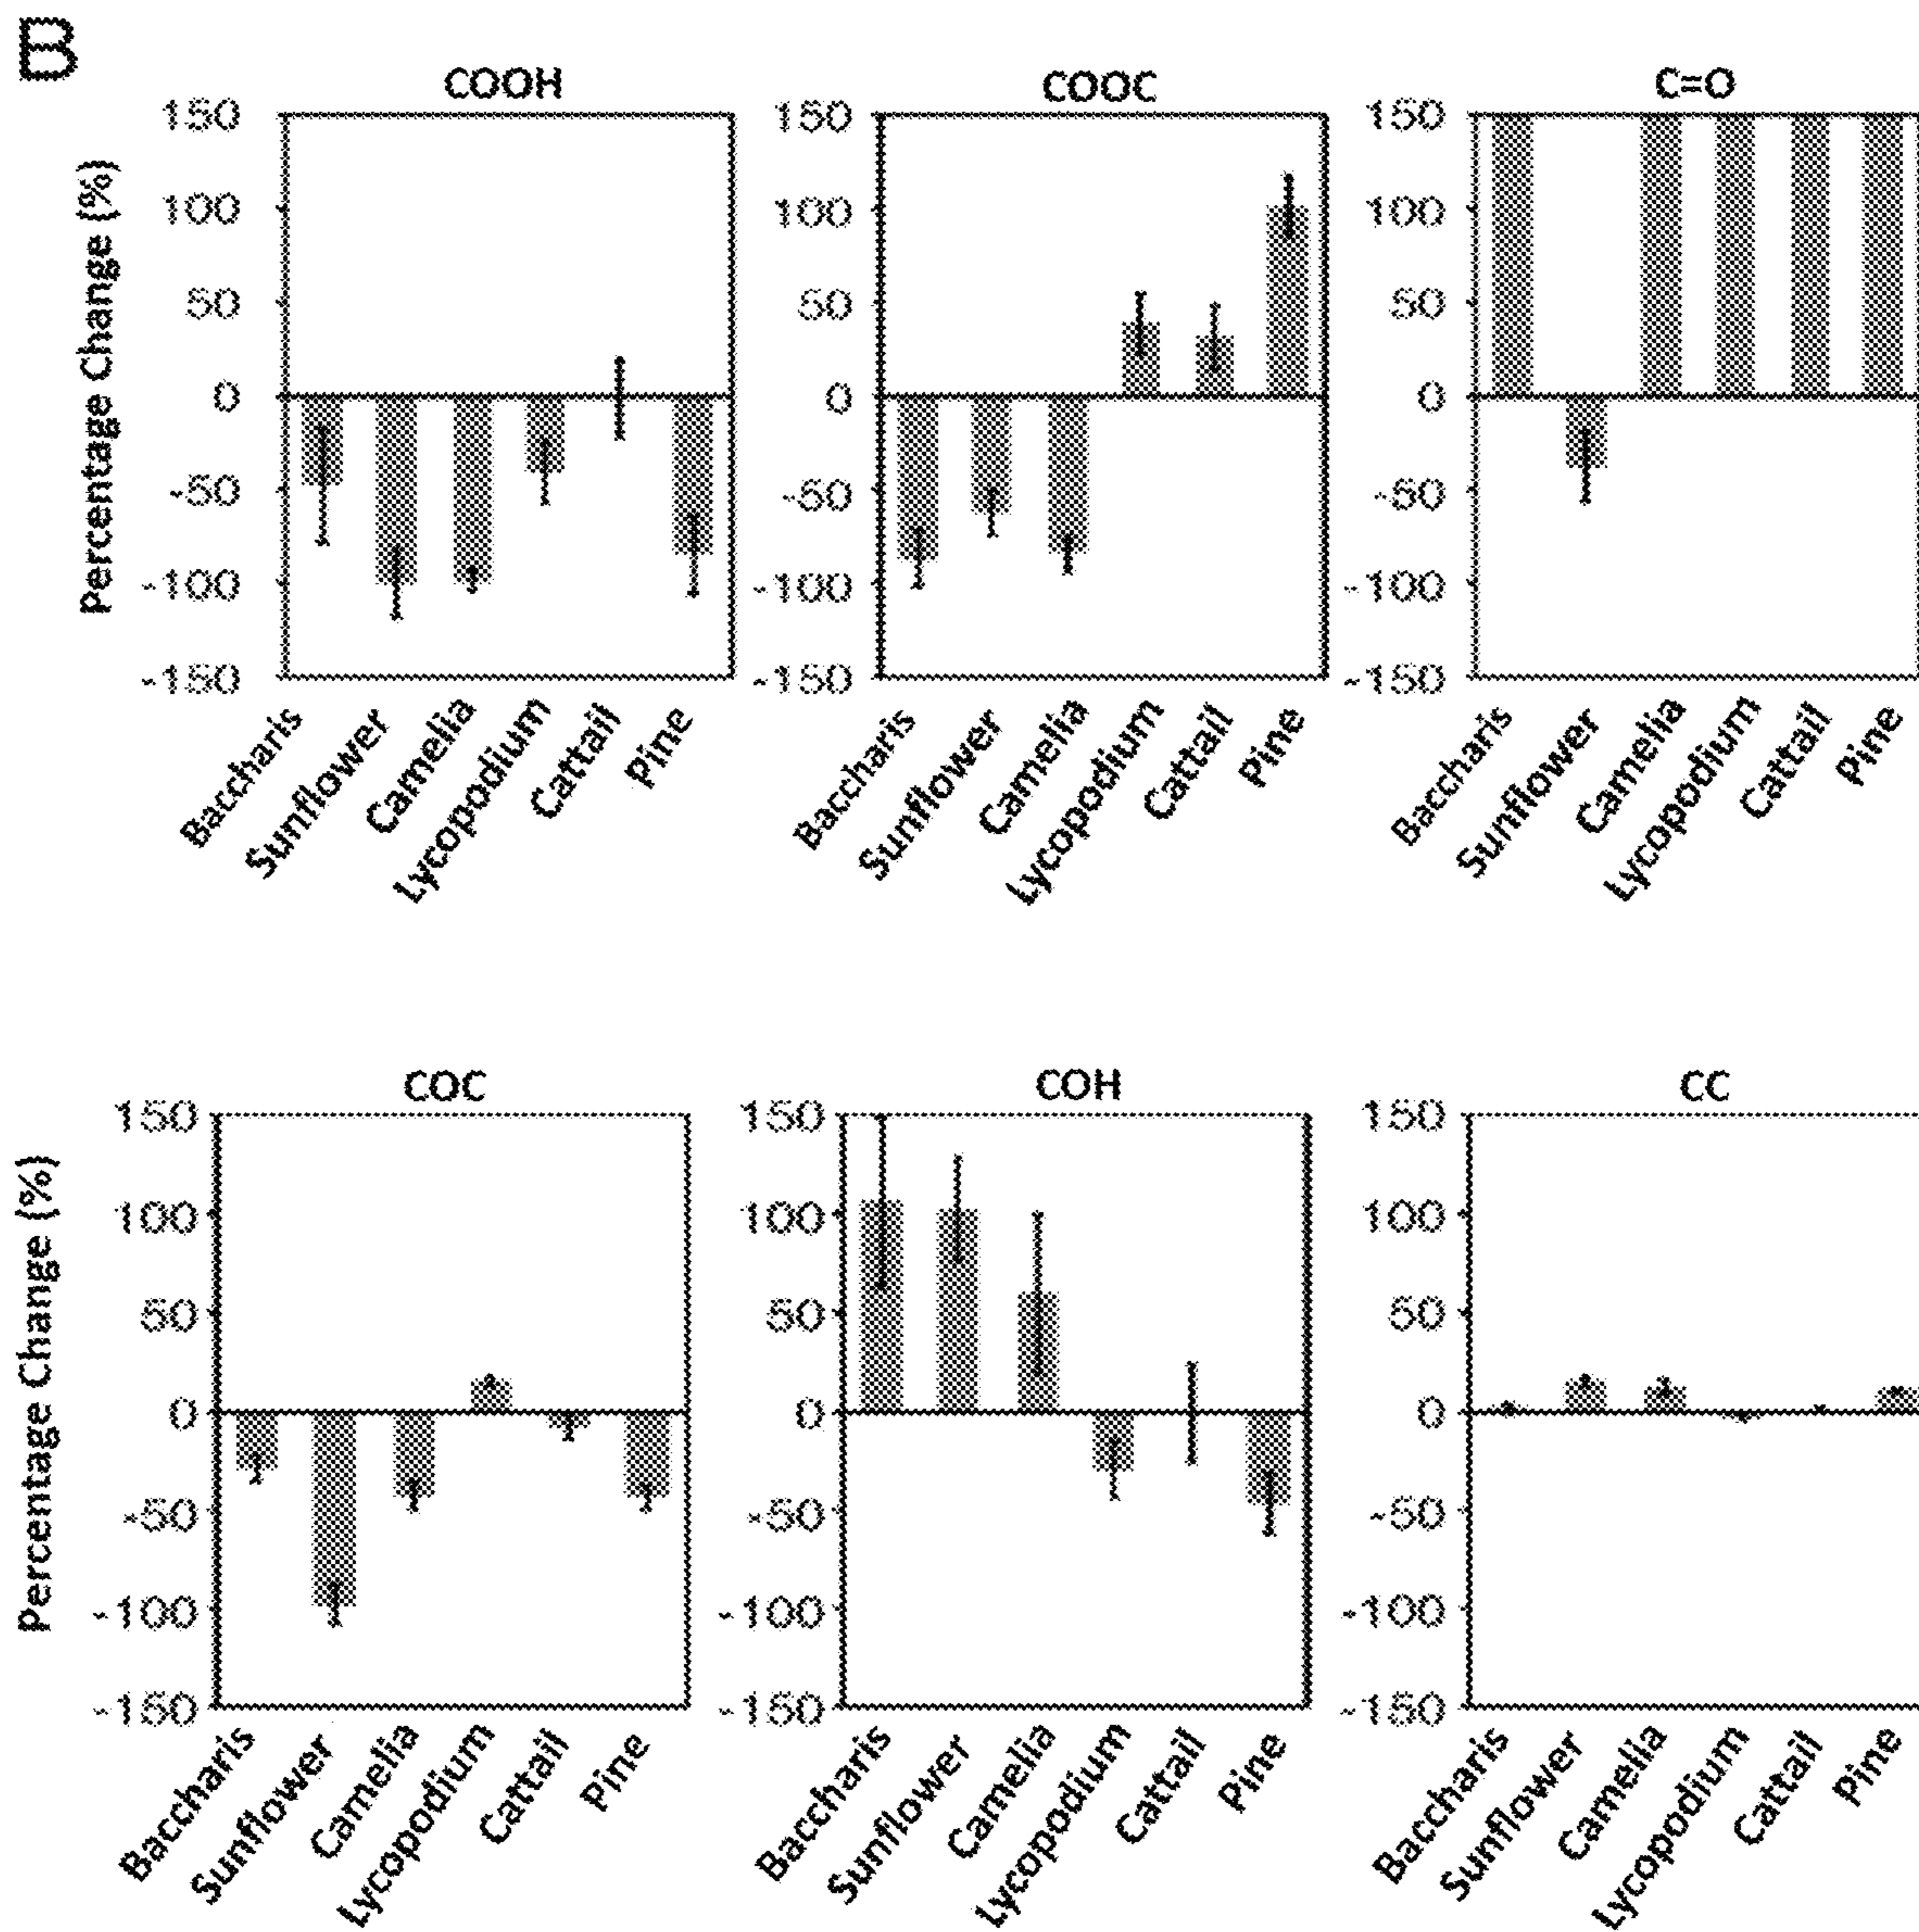 B
COOH
COOC
C=O
Percentage Change (%)
150
100
50
0
-50
-100
-150
150
100
50
0
-50
-100
-150
150
100
50
0
-50
-100
-150
Baccharis
Sunflower
Camelia
Lycopodium
Cattail
Pine
Baccharis
Sunflower
Camelia
Lycopodium
Cattail
Pine
Baccharis
Sunflower
Camelia
Lycopodium
Cattail
Pine
COC
COH
CC
Percentage Change (%)
150
100
50
0
-50
-100
-150
150
100
50
0
-50
-100
-150
150
100
50
0
-50
-100
-150
Baccharis
Sunflower
Camelia
Lycopodium
Cattail
Pine
Baccharis
Sunflower
Camelia
Lycopodium
Cattail
Pine
Baccharis
Sunflower
Camelia
Lycopodium
Cattail
Pine